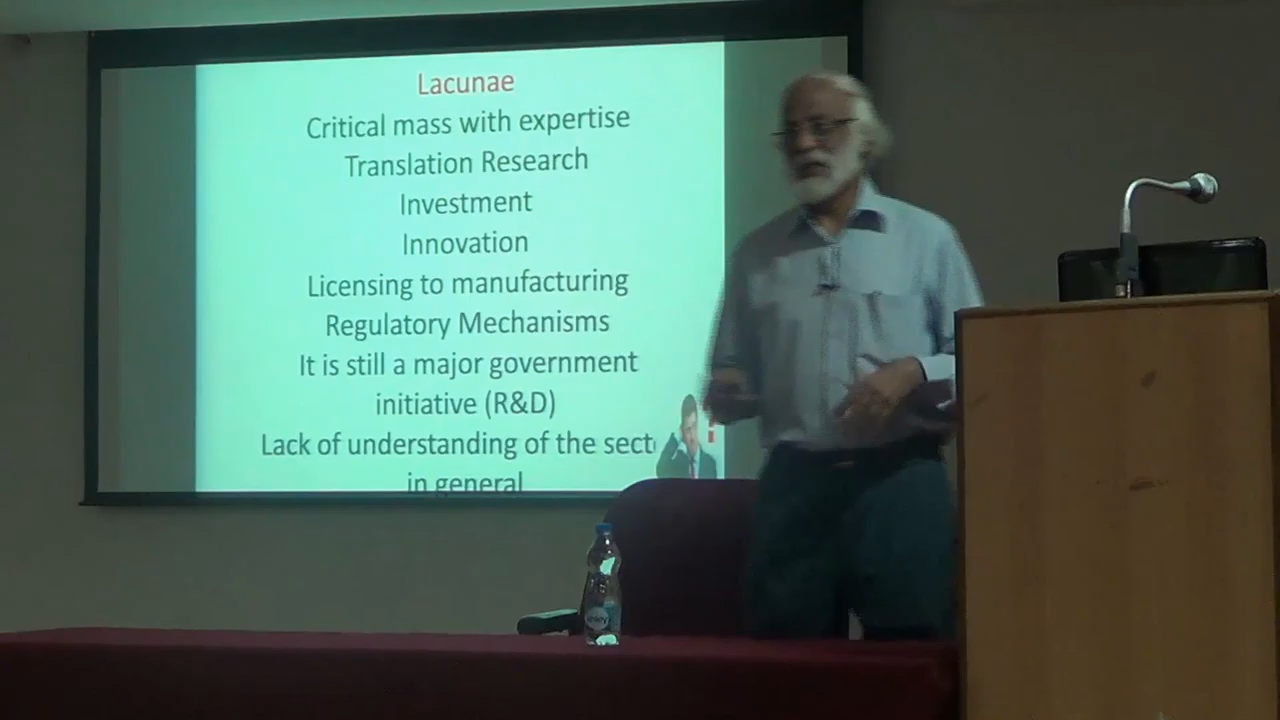 Lacunae
Critical mass with expertise
Translation Research
Investment
Innovation
Licensing to manufacturing
Regulatory Mechanisms
It is still a major government
initiative (R&D)
Lack of understanding of the sect
in general